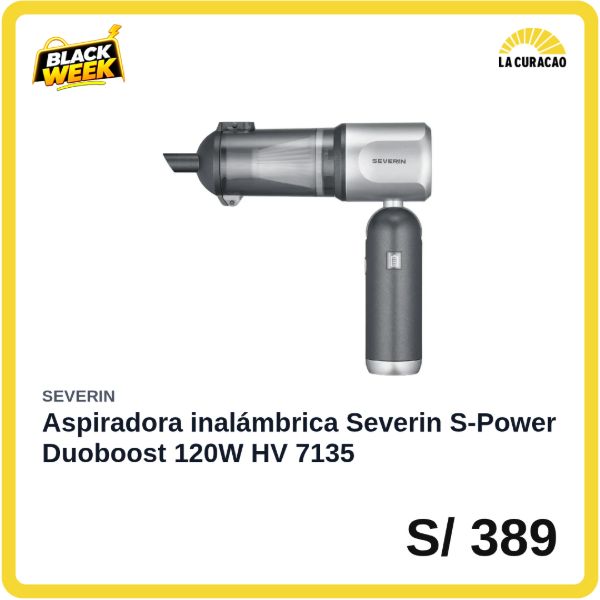 BLACK
WEEK
LA CURACAO
SEVERIN
SEVERIN
Aspiradora inalámbrica Severin S-Power
Duoboost 120W HV 7135
S/ 389